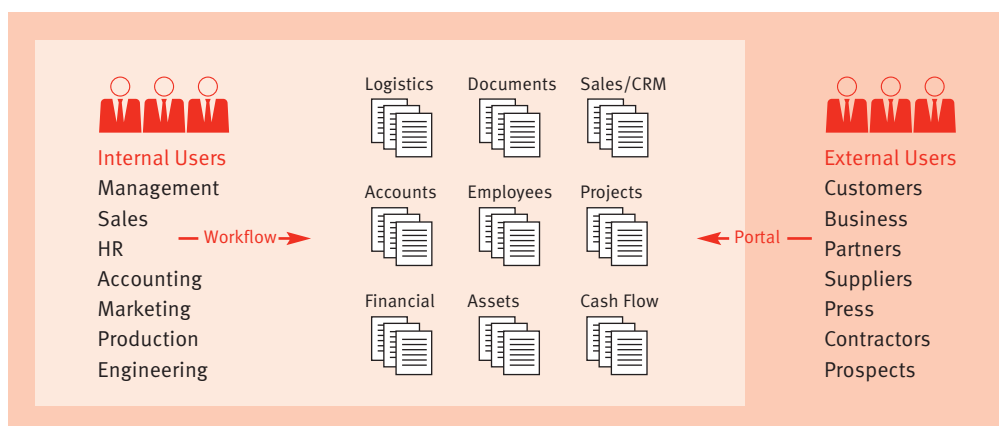 Logistics Documents Sales/CRM
Internal Users
Management
Sales
HR
Accounting
Marketing
Production
Engineering
Workflow
Accounts Employees Projects
Financial Assets Cash Flow
Portal
External Users
Customers
Business
Partners
Suppliers
Press
Contractors
Prospects